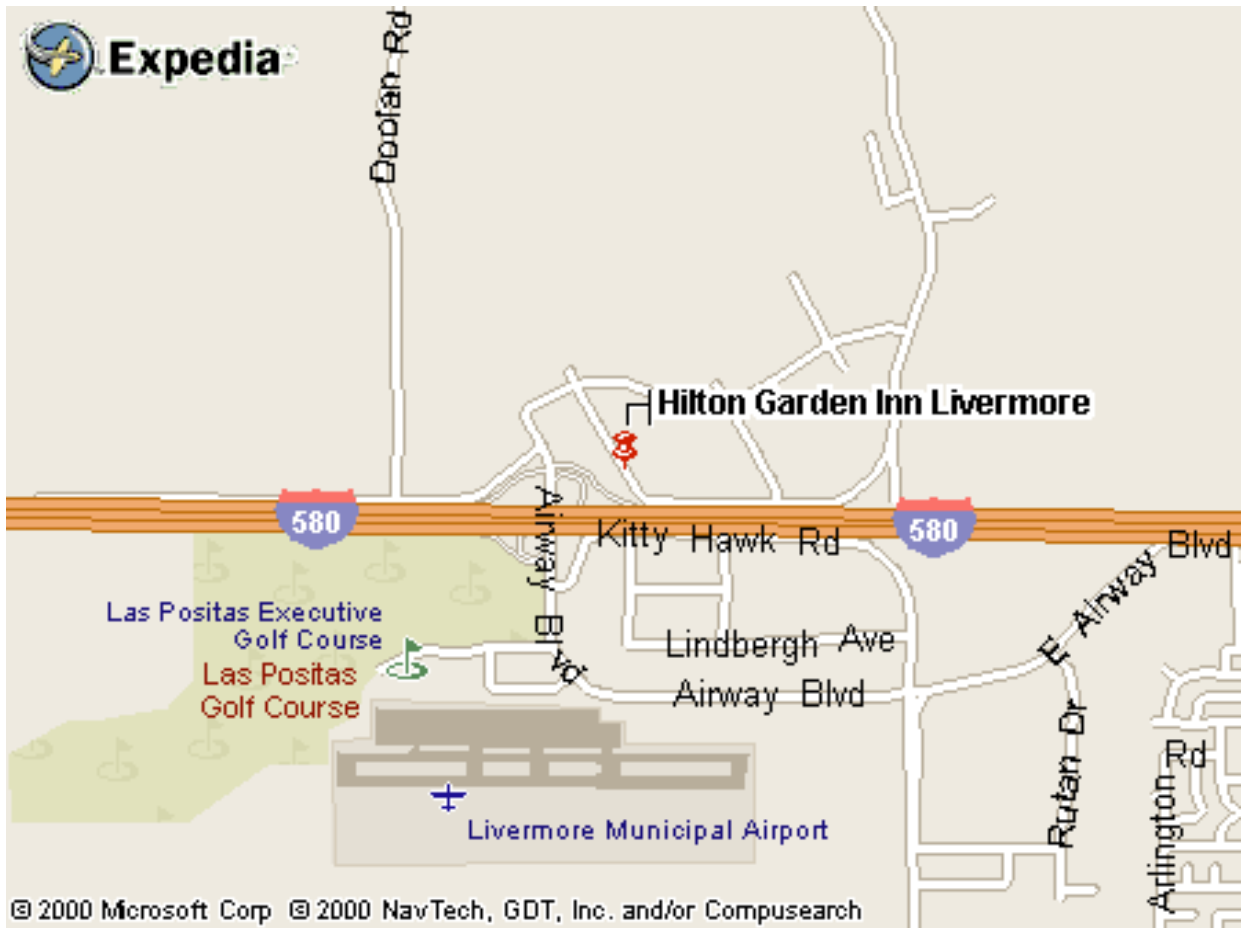 Expedia
Doolan Rd
Hilton Garden Inn Livermore
580
580
Airway Blvd
Kitty Hawk Rd
E Airway Blvd
Las Positas Executive
Golf Course
Lindbergh Ave
Las Positas
Golf Course
Airway Blvd
Rutan Dr
Arlington Rd
Livermore Municipal Airport
© 2000 Microsoft Corp © 2000 NavTech, GDT, Inc. and/or Compusearch